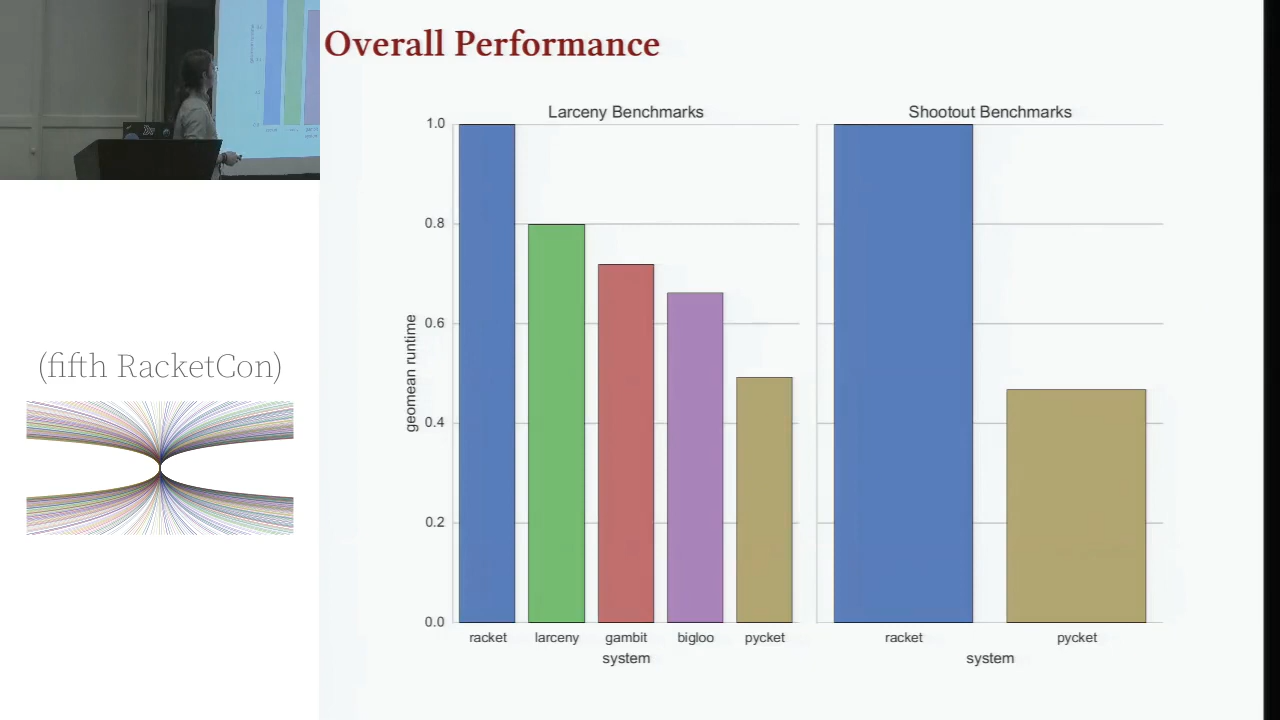 Overall Performance
Larceny Benchmarks
Shootout Benchmarks
1.0
0.8
0.6
0.4
0.2
0.0
geomean runtime
racket larceny gambit bigloo pycket
system
racket pycket
system
(fifth RacketCon)